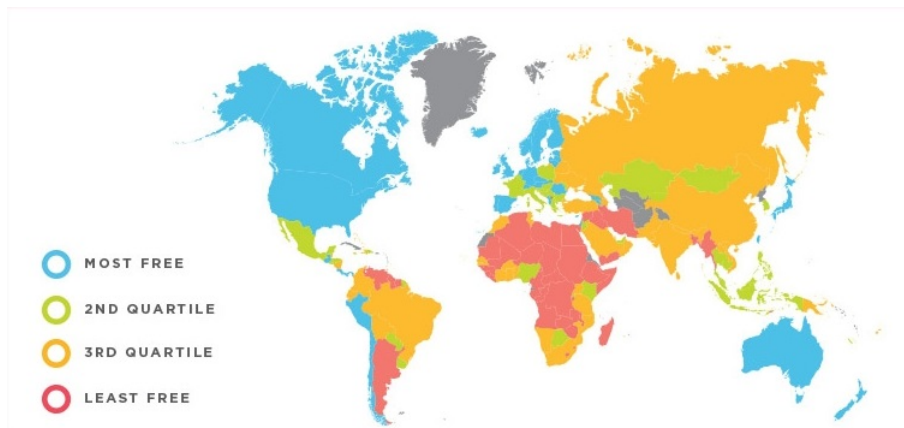 MOST FREE
2ND QUARTILE
3RD QUARTILE
LEAST FREE